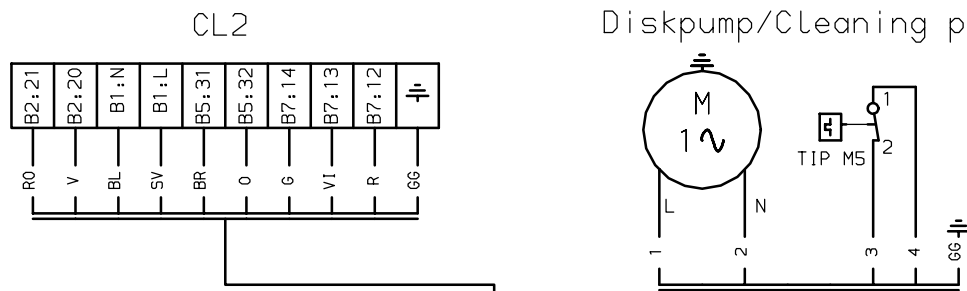 CL2
Diskpump/Cleaning p
B2:21 B2:20 B1:N B1:L B5:31 B5:32 B7:14 B7:13 B7:12
RO V BL SV BR O G VI R GG
M
1
L N
TIP M5
1
2
1 2 3 4 GG